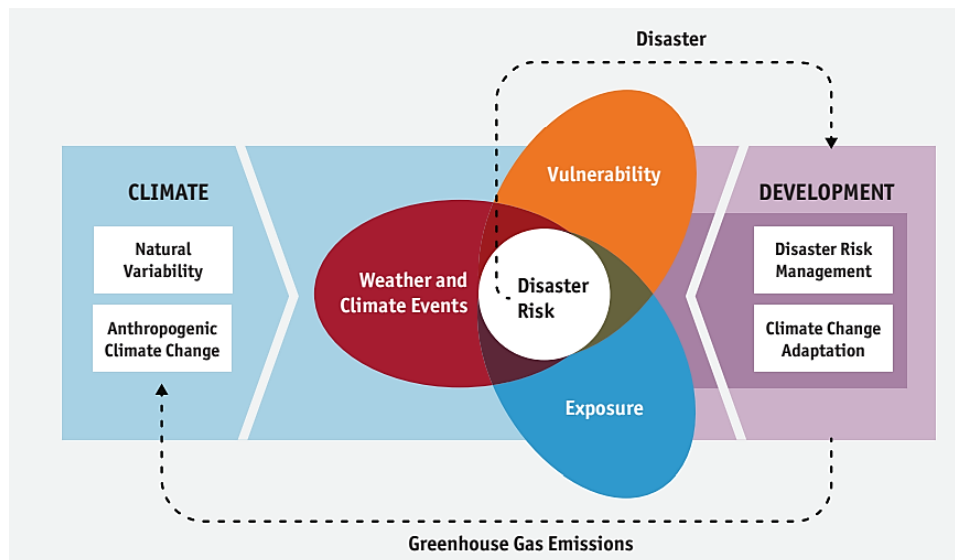 Disaster
Vulnerability
CLIMATE
DEVELOPMENT
Natural
Variability
Weather and
Climate Events
Disaster
Risk
Disaster Risk
Management
Anthropogenic
Climate Change
Climate Change
Adaptation
Exposure
Greenhouse Gas Emissions